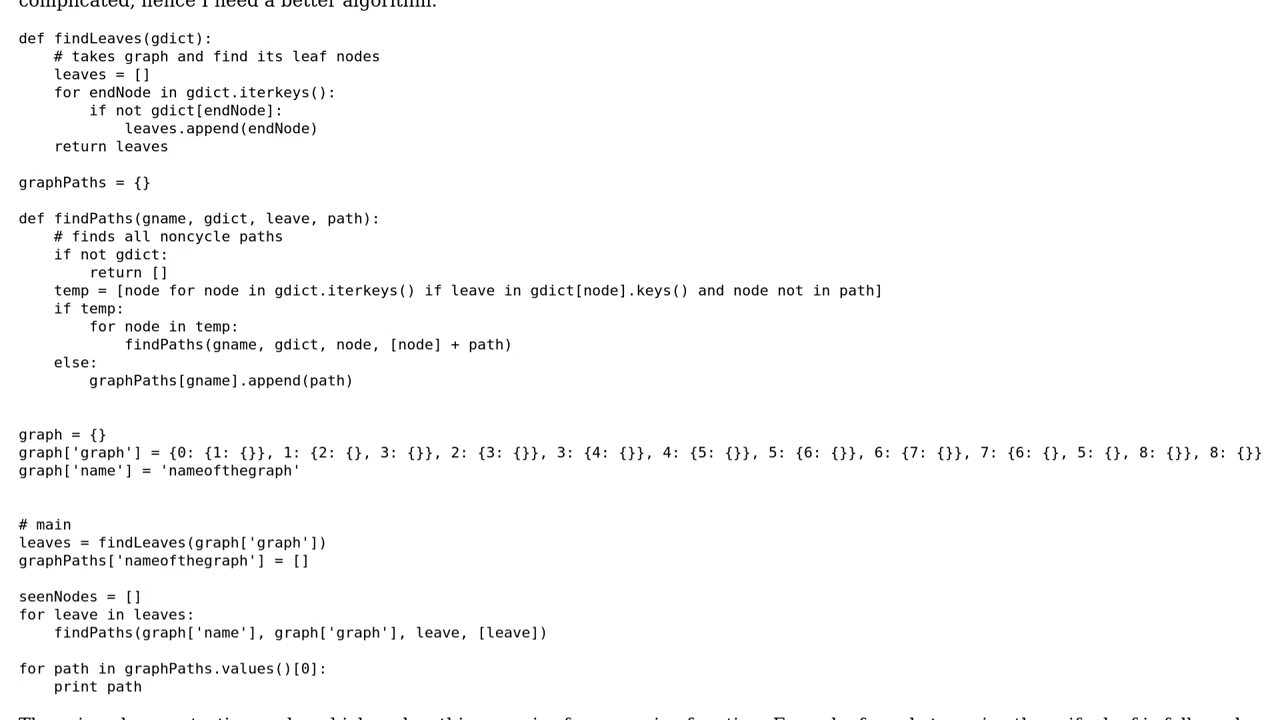 complicated, hence I need a better algorithm.
def findLeaves(gdict):
    # takes graph and find its leaf nodes
    leaves = []
    for endNode in gdict.iterkeys():
        if not gdict[endNode]:
            leaves.append(endNode)
    return leaves

graphPaths = {}

def findPaths(gname, gdict, leave, path):
    # finds all noncycle paths
    if not gdict:
        return []
    temp = [node for node in gdict.iterkeys() if leave in gdict[node].keys() and node not in path]
    if temp:
        for node in temp:
            findPaths(gname, gdict, node, [node] + path)
    else:
        graphPaths[gname].append(path)


graph = {}
graph['graph'] = {0: {1: {}}, 1: {2: {}, 3: {}}, 2: {3: {}}, 3: {4: {}}, 4: {5: {}}, 5: {6: {}}, 6: {7: {}}, 7: {6: {}, 5: {}, 8: {}}, 8: {}}
graph['name'] = 'nameofthegraph'


# main
leaves = findLeaves(graph['graph'])
graphPaths['nameofthegraph'] = []

seenNodes = []
for leave in leaves:
    findPaths(graph['name'], graph['graph'], leave, [leave])

for path in graphPaths.values()[0]:
    print path